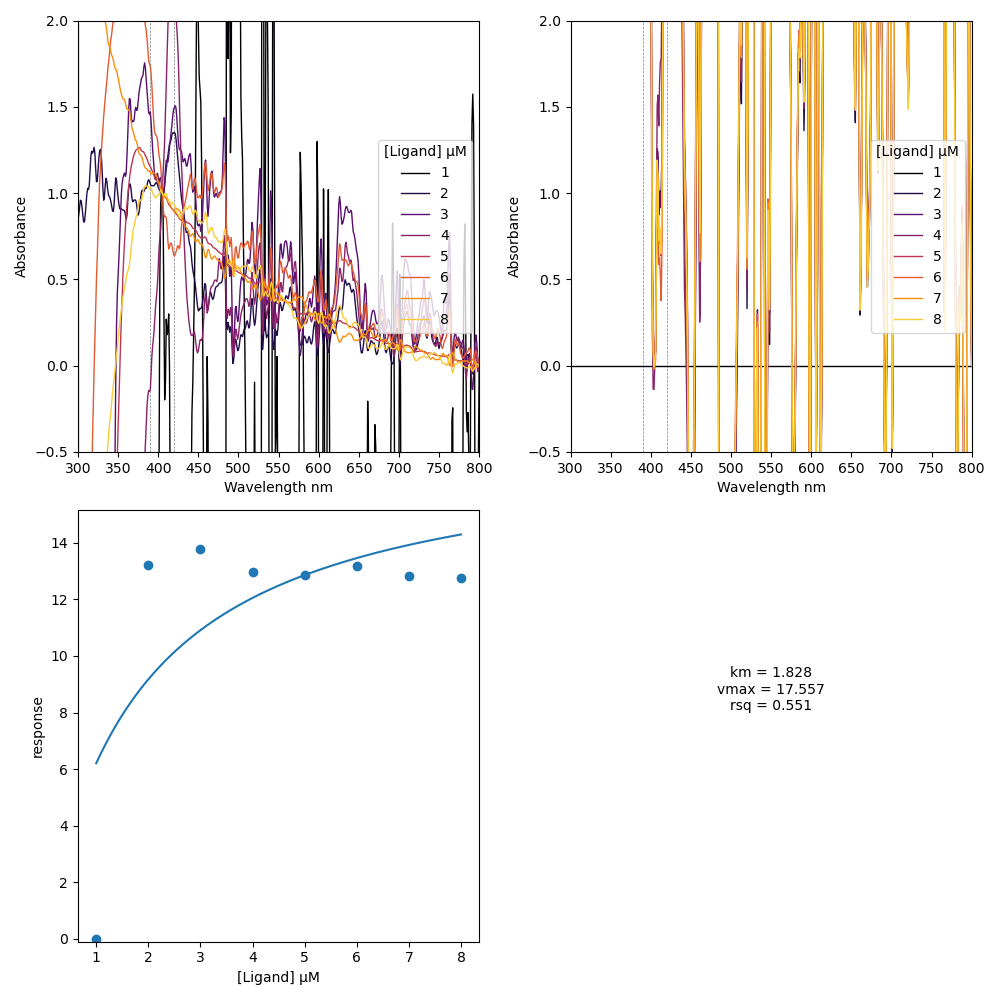 2.0
1.5
1.0
0.5
0.0
−0.5
Absorbance
300 350 400 450 500 550 600 650 700 750 800
Wavelength nm
[Ligand] μM
1
2
3
4
5
6
7
8
2.0
1.5
1.0
0.5
0.0
−0.5
Absorbance
300 350 400 450 500 550 600 650 700 750 800
Wavelength nm
[Ligand] μM
1
2
3
4
5
6
7
8
14
12
10
8
6
4
2
0
response
1 2 3 4 5 6 7 8
[Ligand] μM
km = 1.828
vmax = 17.557
rsq = 0.551